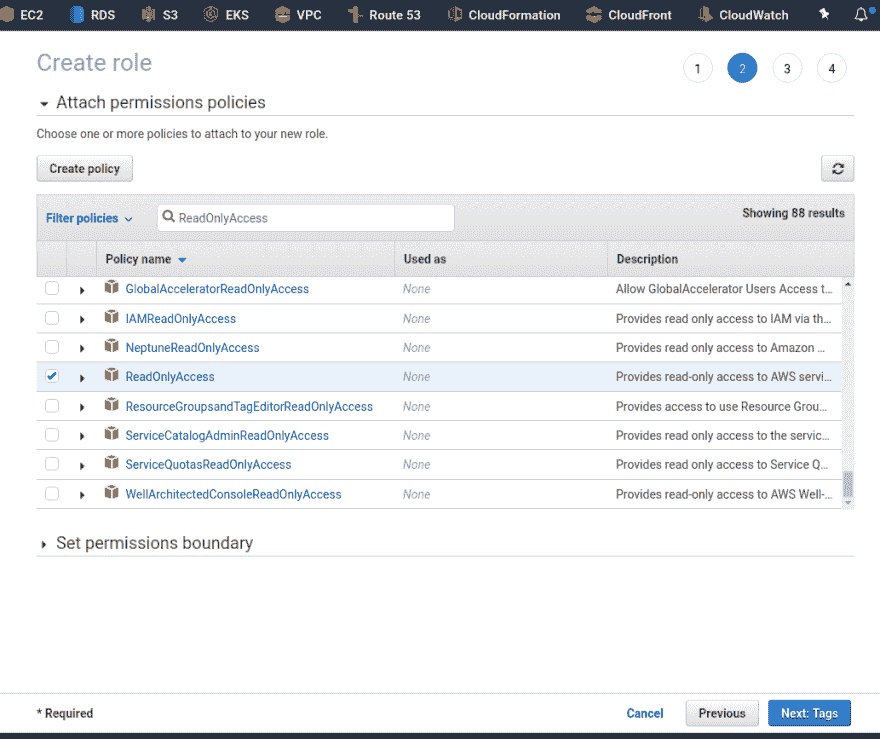 EC2 RDS S3 EKS VPC Route 53 CloudFormation CloudFront CloudWatch
Create role
1 2 3 4
Attach permissions policies
Choose one or more policies to attach to your new role.
Create policy
Filter policies ReadOnlyAccess Showing 88 results
Policy name Used as Description
GlobalAcceleratorReadOnlyAccess None Allow GlobalAccelerator Users Access t...
IAMReadOnlyAccess None Provides read only access to IAM via th...
NeptuneReadOnlyAccess None Provides read only access to Amazon ...
ReadOnlyAccess None Provides read-only access to AWS servi...
ResourceGroupsandTagEditorReadOnlyAccess None Provides access to use Resource Grou...
ServiceCatalogAdminReadOnlyAccess None Provides read only access to the servic...
ServiceQuotasReadOnlyAccess None Provides read only access to Service Q...
WellArchitectedConsoleReadOnlyAccess None Provides read-only access to AWS Well-...
Set permissions boundary
* Required Cancel Previous Next: Tags